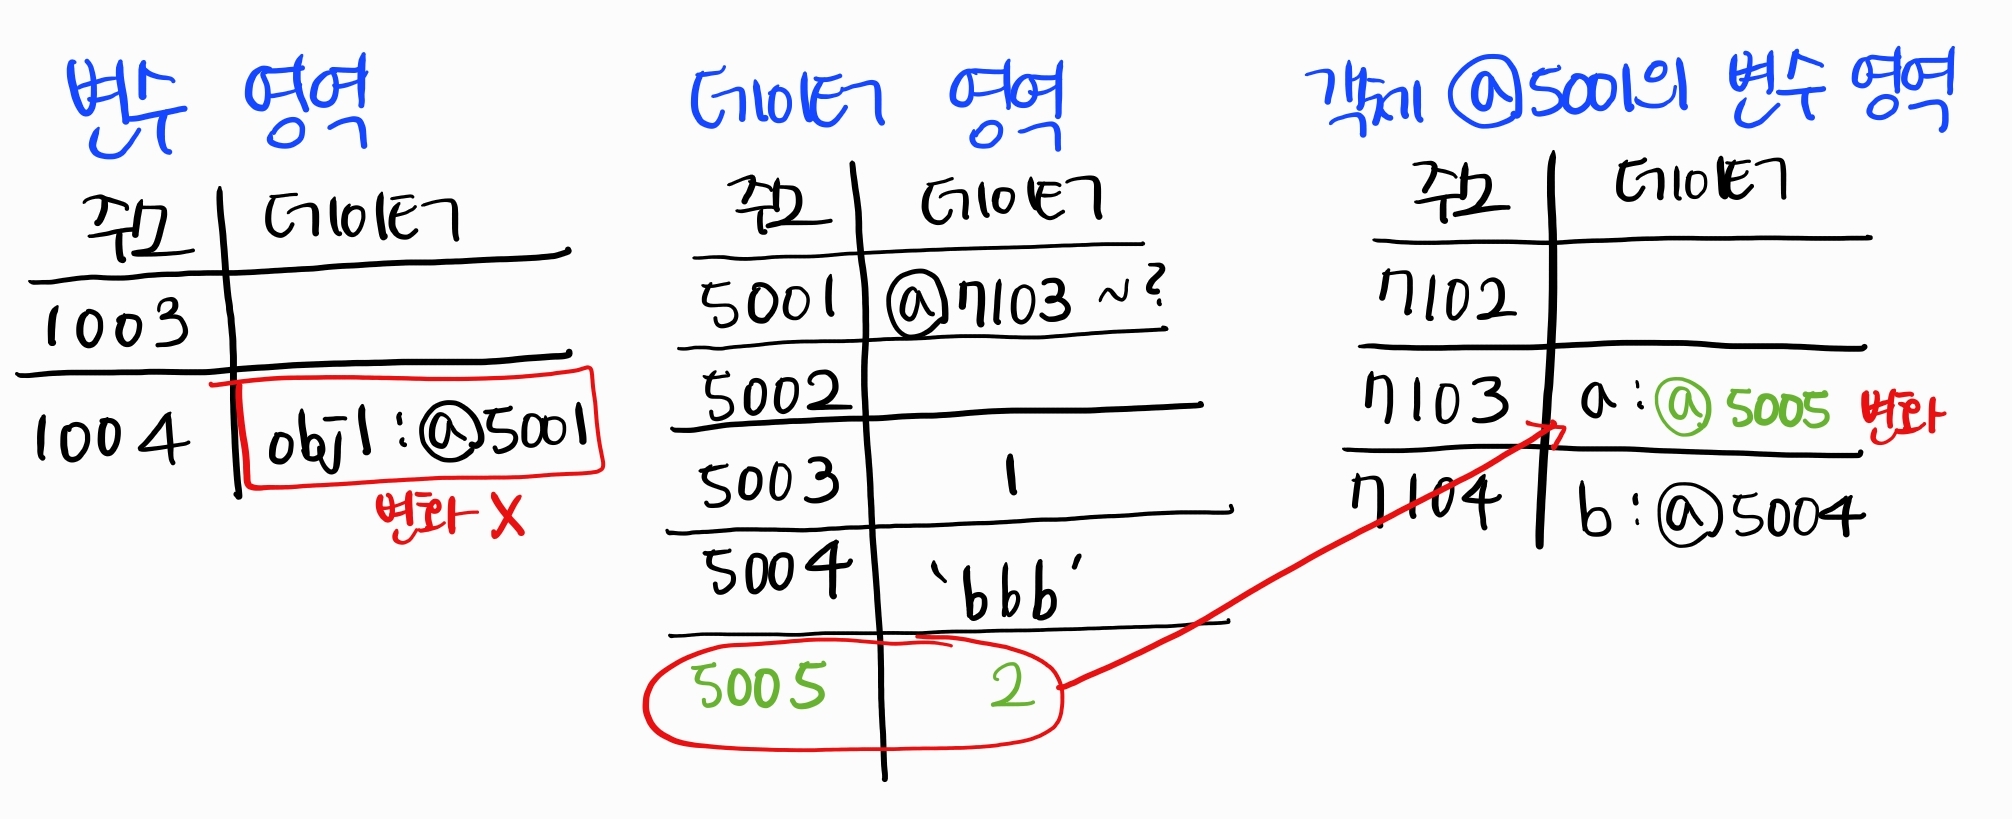 변수 영역
주소 데이터
1003
1004 obj1 : @5001
변화 X
데이터 영역
주소 데이터
5001 @7103 ~ ?
5002
5003 1
5004 'bbb'
5005 2
객체 @5001의 변수 영역
주소 데이터
7102
7103 a : @ 5005 변화
7104 b : @5004